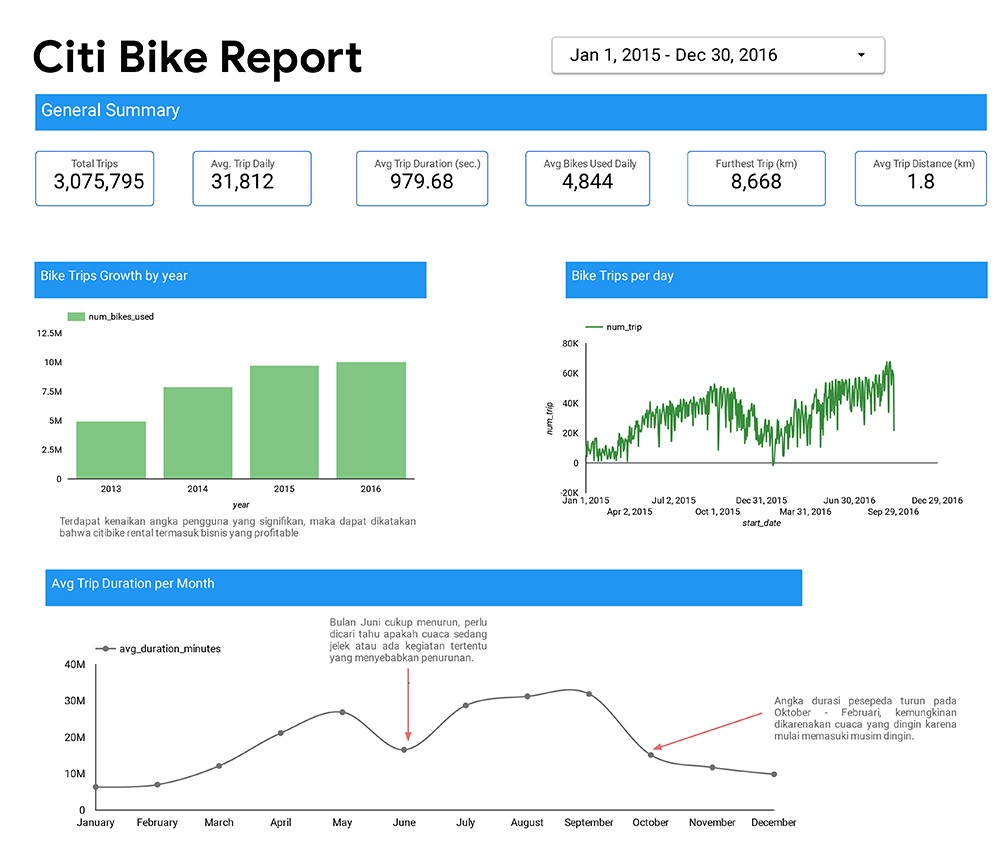 Citi Bike Report
Jan 1, 2015 - Dec 30, 2016
General Summary
Total Trips
3,075,795
Avg. Trip Daily
31,812
Avg Trip Duration (sec.)
979.68
Avg Bikes Used Daily
4,844
Furthest Trip (km)
8,668
Avg Trip Distance (km)
1.8
Bike Trips Growth by year
num_bikes_used
12.5M
10M
7.5M
5M
2.5M
0
2013 2014 2015 2016
year
Terdapat kenaikan angka pengguna yang signifikan, maka dapat dikatakan
bahwa citibike rental termasuk bisnis yang profitable
Bike Trips per day
num_trip
80K
60K
40K
20K
0
-20K
num_trip
Jan 1, 2015 Jul 2, 2015 Dec 31, 2015 Jun 30, 2016 Dec 29, 2016
Apr 2, 2015 Oct 1, 2015 Mar 31, 2016 Sep 29, 2016
start_date
Avg Trip Duration per Month
Bulan Juni cukup menurun, perlu
dicari tahu apakah cuaca sedang
jelek atau ada kegiatan tertentu
yang menyebabkan penurunan.
avg_duration_minutes
40M
30M
20M
10M
0
January February March April May June July August September October November December
Angka durasi pesepeda turun pada
Oktober - Februari, kemungkinan
dikarenakan cuaca yang dingin karena
mulai memasuki musim dingin.